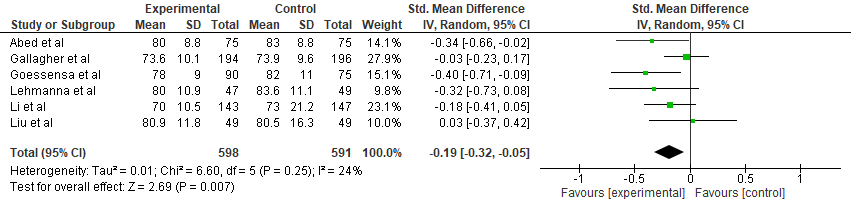 Experimental Control Std. Mean Difference Std. Mean Difference
Study or Subgroup Mean SD Total Mean SD Total Weight IV, Random, 95% CI IV, Random, 95% CI
Abed et al 80 8.8 75 83 8.8 75 14.1% -0.34 [-0.66, -0.02]
Gallagher et al 73.6 10.1 194 73.9 9.6 196 27.9% -0.03 [-0.23, 0.17]
Goessensa et al 78 9 90 82 11 75 15.2% -0.40 [-0.71, -0.09]
Lehmanna et al 80 10.9 47 83.6 11.1 49 9.8% -0.32 [-0.73, 0.08]
Li et al 70 10.5 143 73 21.2 147 23.1% -0.18 [-0.41, 0.05]
Liu et al 80.9 11.8 49 80.5 16.3 49 10.0% 0.03 [-0.37, 0.42]
Total (95% CI) 598 591 100.0% -0.19 [-0.32, -0.05]
Heterogeneity: Tau² = 0.01; Chi² = 6.60, df = 5 (P = 0.25); I² = 24%
Test for overall effect: Z = 2.69 (P = 0.007)
-1 -0.5 0 0.5 1
Favours [experimental] Favours [control]